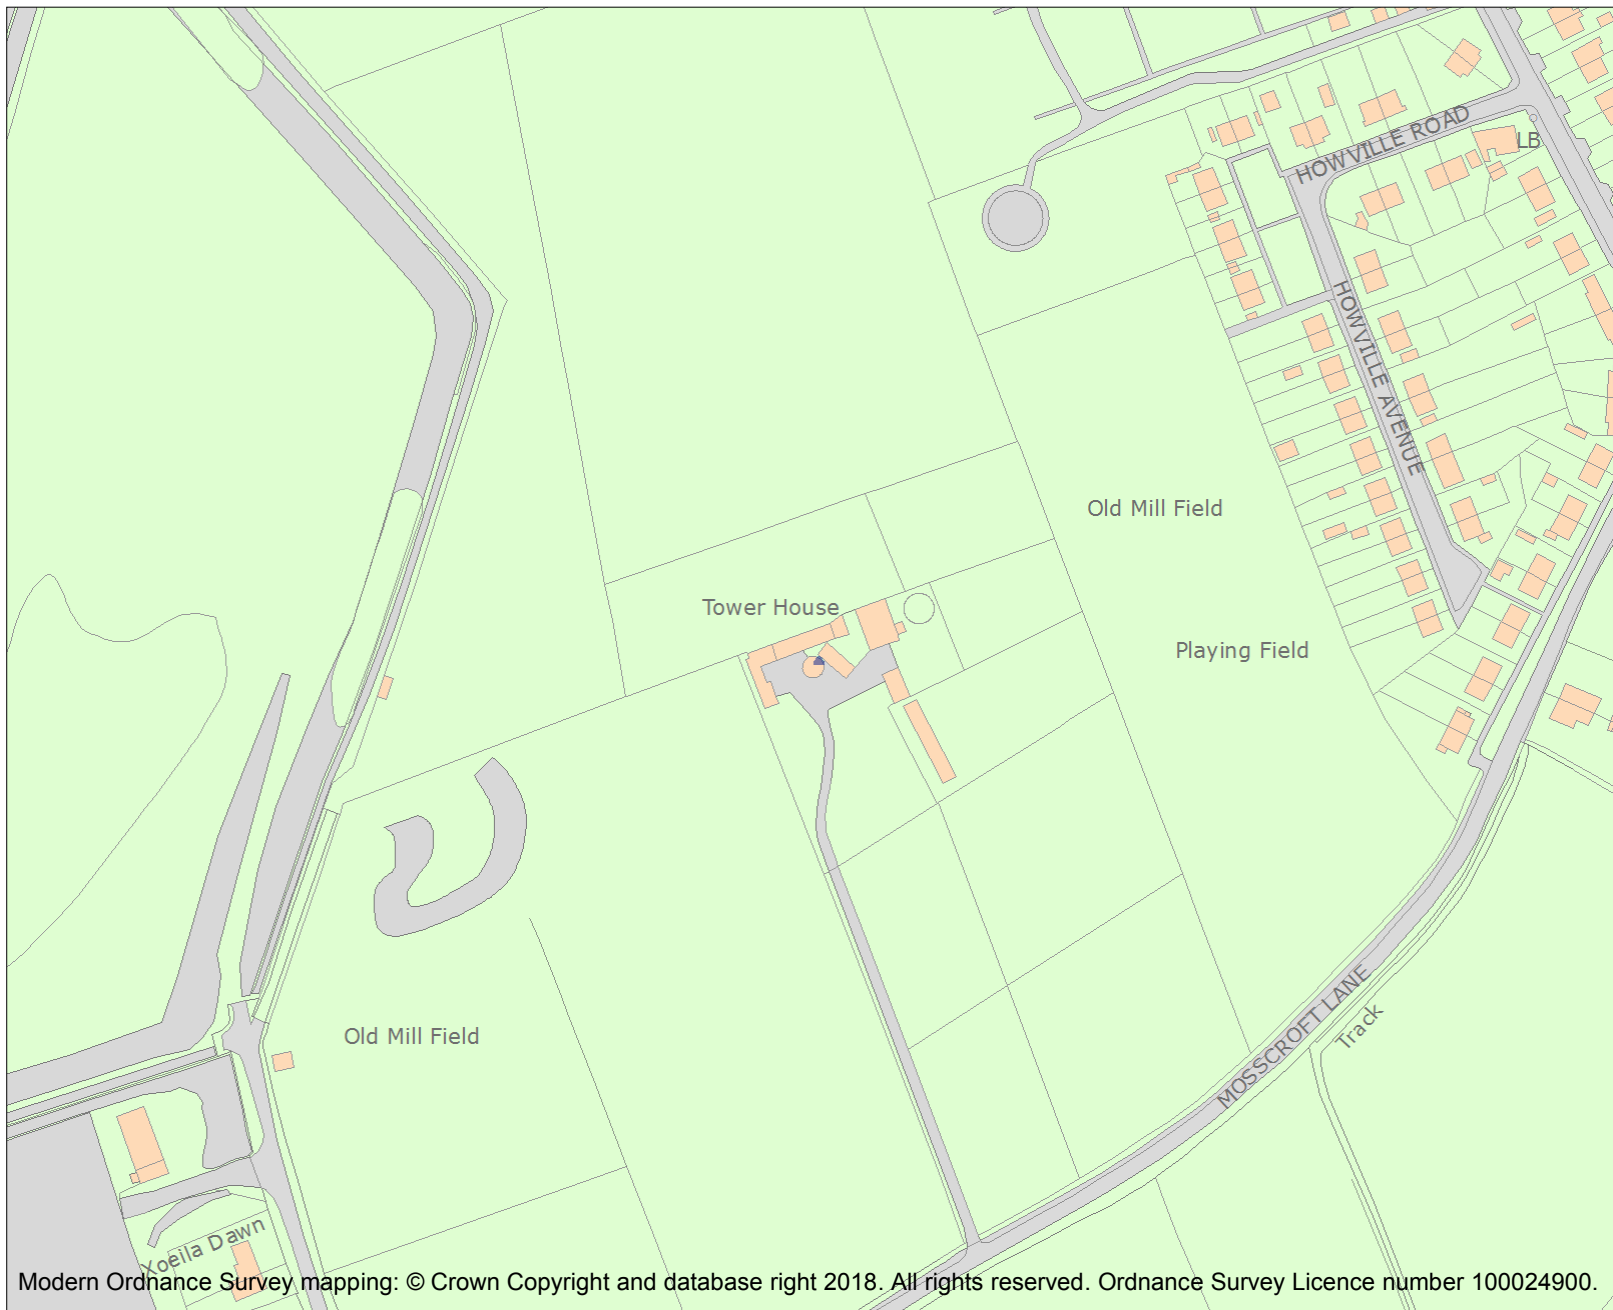 HOWVILLE ROAD
LB
HOWVILLE AVENUE
Old Mill Field
Tower House
Playing Field
MOSSCROFT LANE
Track
Old Mill Field
Xoeila Dawn
Modern Ordnance Survey mapping: © Crown Copyright and database right 2018. All rights reserved. Ordnance Survey Licence number 100024900.